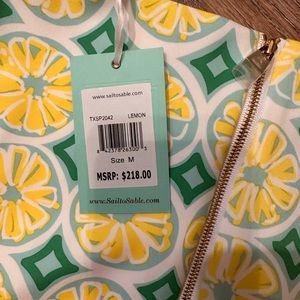 www.sailtosable.com
TXSP2042 LEMON
Size M
MSRP: $218.00
www.SailtoSable.com